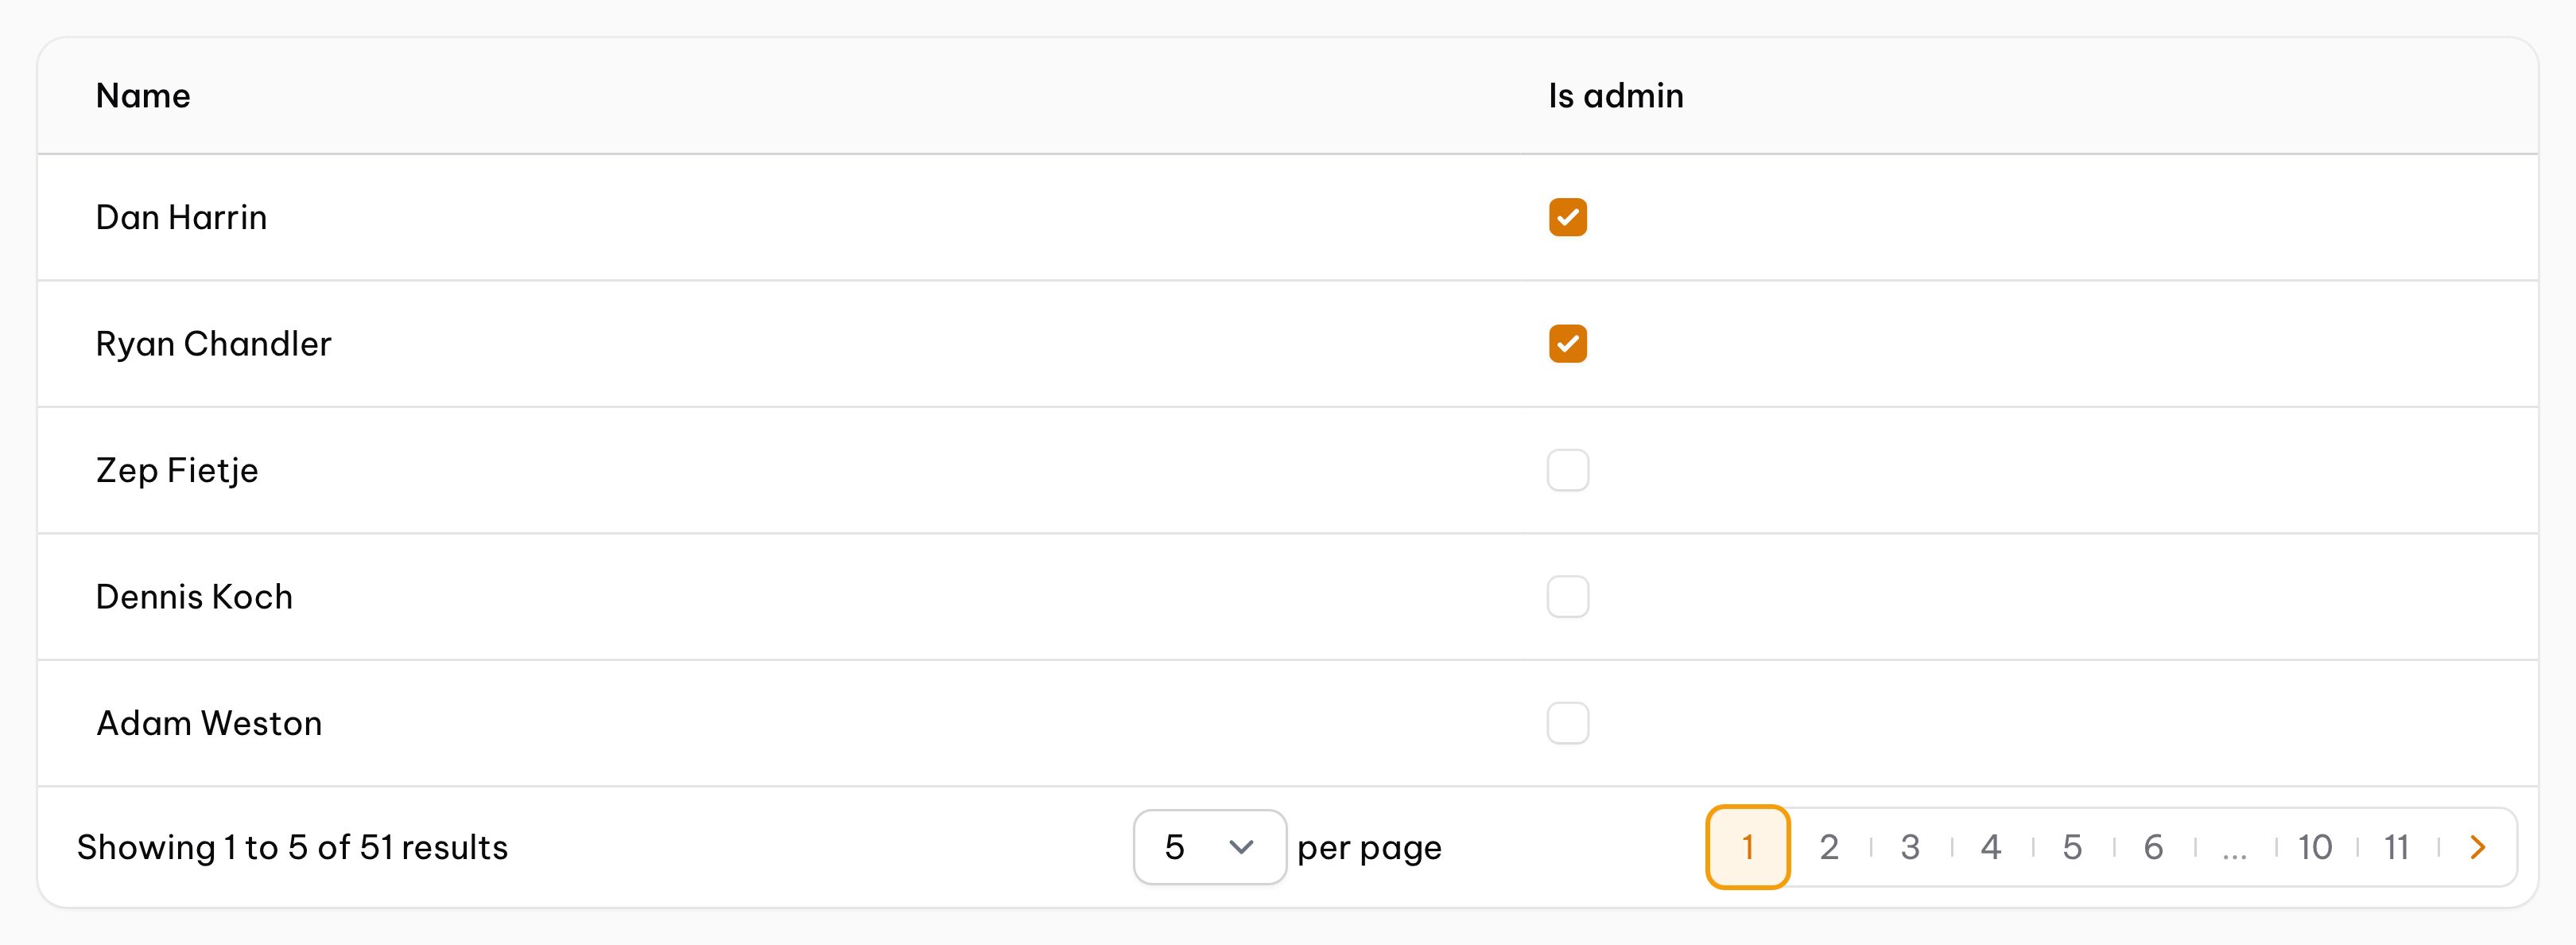 Name Is admin
Dan Harrin
Ryan Chandler
Zep Fietje
Dennis Koch
Adam Weston
Showing 1 to 5 of 51 results 5 per page 1 2 3 4 5 6 ... 10 11